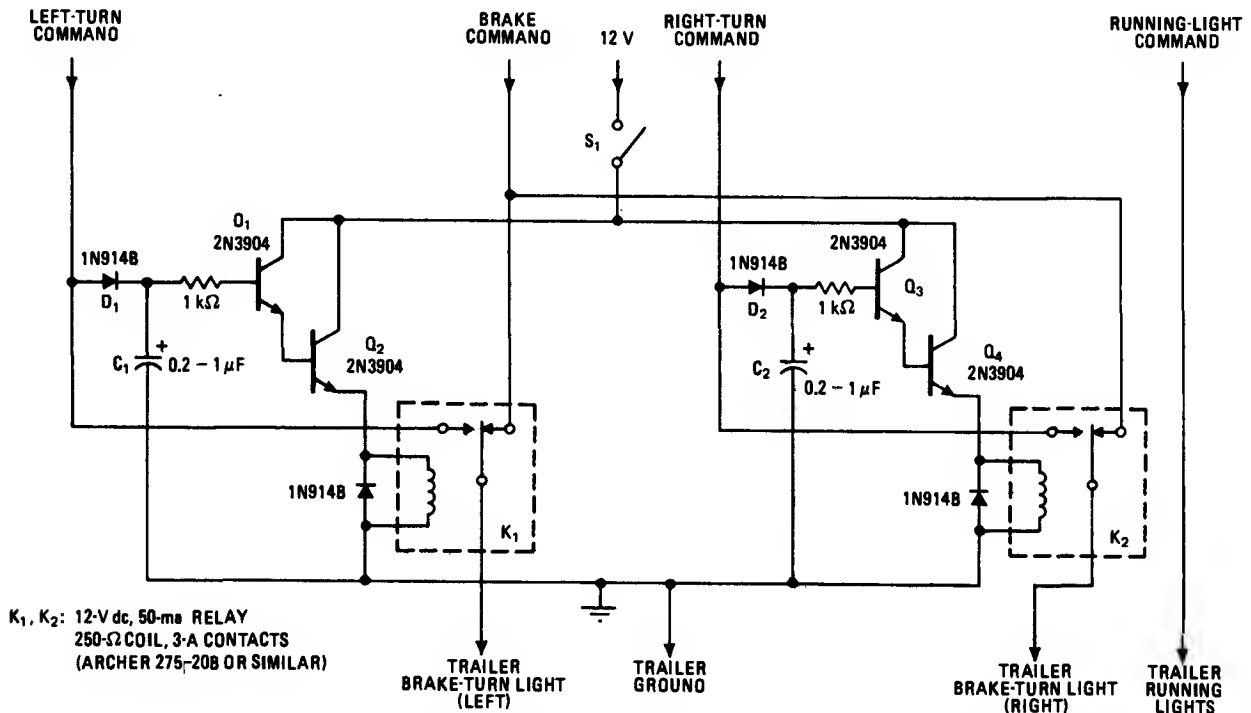 LEFT-TURN
COMMANO
BRAKE
COMMANO
12 V
RIGHT-TURN
COMMAND
RUNNING-LIGHT
COMMAND
S1
Q1
2N3904
1N914B
D1
1 kΩ
C1
+
0.2 – 1 μF
Q2
2N3904
1N914B
K1
2N3904
Q3
1N914B
D2
1 kΩ
C2
+
0.2 – 1 μF
Q4
2N3904
1N914B
K2
K1, K2: 12-V dc, 50-ma RELAY
250-Ω COIL, 3-A CONTACTS
(ARCHER 275-20B OR SIMILAR)
TRAILER
BRAKE-TURN LIGHT
(LEFT)
TRAILER
GROUND
TRAILER
BRAKE-TURN LIGHT
(RIGHT)
TRAILER
RUNNING
LIGHTS